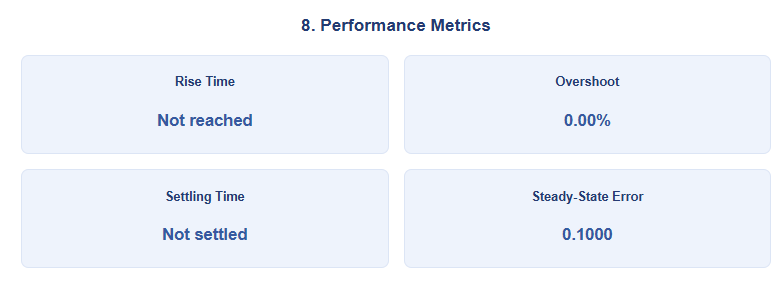 8. Performance Metrics
Rise Time
Not reached
Overshoot
0.00%
Settling Time
Not settled
Steady-State Error
0.1000